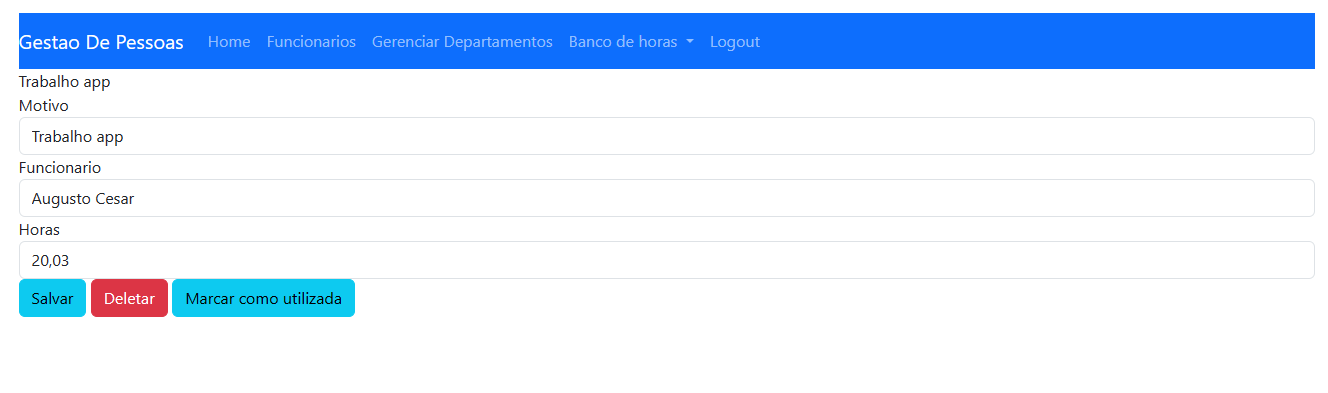 Gestao De Pessoas Home Funcionarios Gerenciar Departamentos Banco de horas Logout
Trabalho app
Motivo
Trabalho app
Funcionario
Augusto Cesar
Horas
20,03
Salvar Deletar Marcar como utilizada